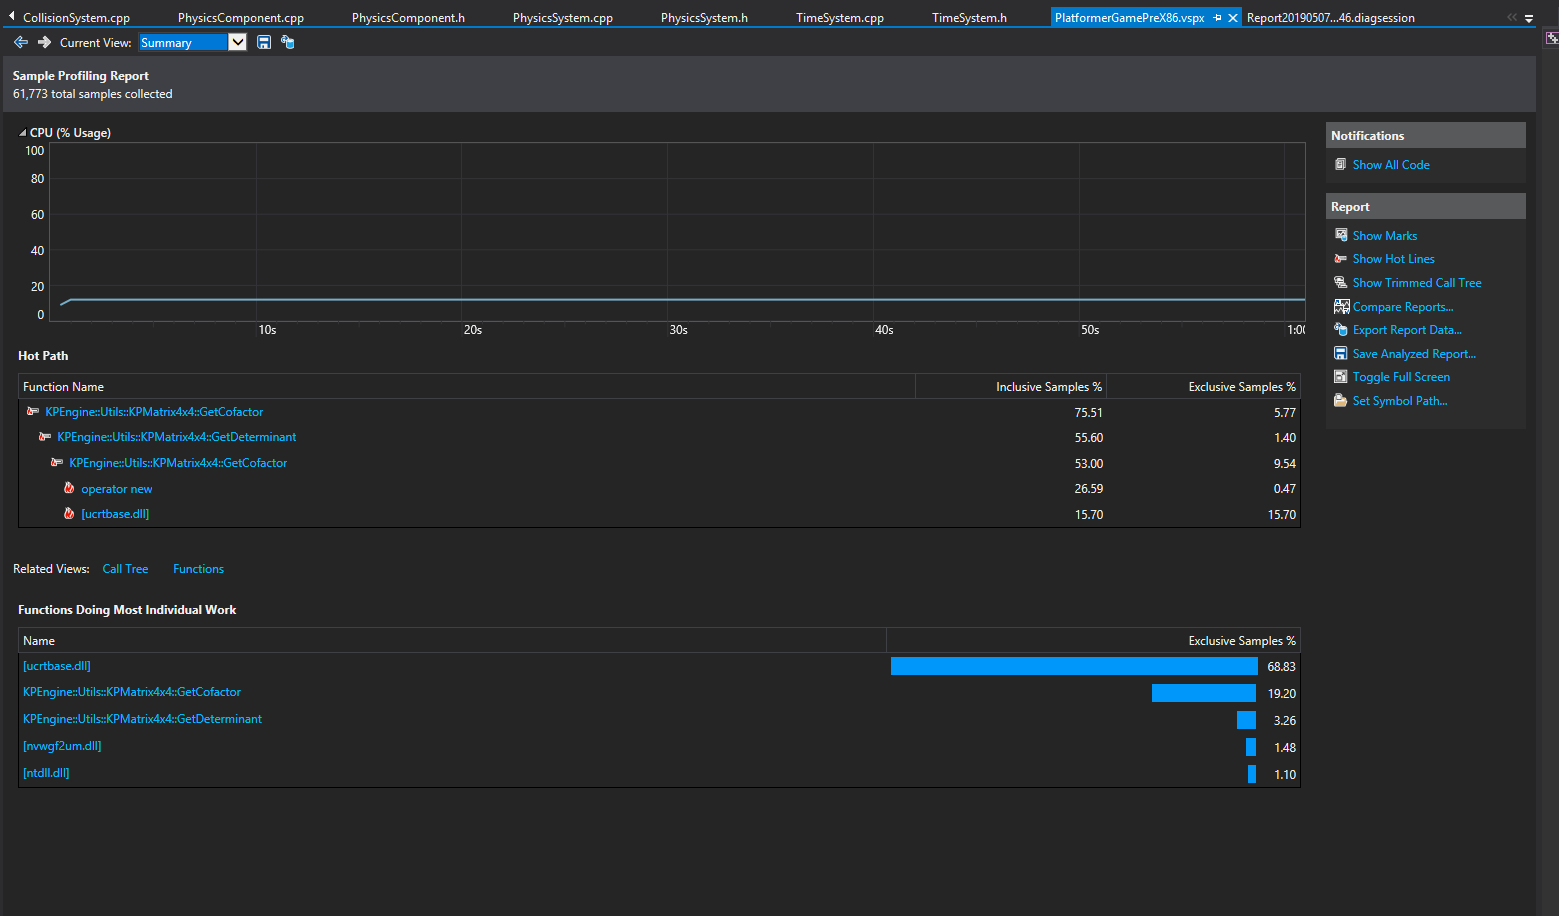 CollisionSystem.cpp PhysicsComponent.cpp PhysicsComponent.h PhysicsSystem.cpp PhysicsSystem.h TimeSystem.cpp TimeSystem.h PlatformerGamePreX86.vspx Report20190507...46.diagsession
Current View: Summary
Sample Profiling Report
61,773 total samples collected
CPU (% Usage)
100
80
60
40
20
0
10s 20s 30s 40s 50s 1:00
Hot Path
Function Name Inclusive Samples % Exclusive Samples %
KPEngine::Utils::KPMatrix4x4::GetCofactor 75.51 5.77
KPEngine::Utils::KPMatrix4x4::GetDeterminant 55.60 1.40
KPEngine::Utils::KPMatrix4x4::GetCofactor 53.00 9.54
operator new 26.59 0.47
[ucrtbase.dll] 15.70 15.70
Related Views: Call Tree Functions
Functions Doing Most Individual Work
Name Exclusive Samples %
[ucrtbase.dll] 68.83
KPEngine::Utils::KPMatrix4x4::GetCofactor 19.20
KPEngine::Utils::KPMatrix4x4::GetDeterminant 3.26
[nvwgf2um.dll] 1.48
[ntdll.dll] 1.10
Notifications
Show All Code
Report
Show Marks
Show Hot Lines
Show Trimmed Call Tree
Compare Reports...
Export Report Data...
Save Analyzed Report...
Toggle Full Screen
Set Symbol Path...